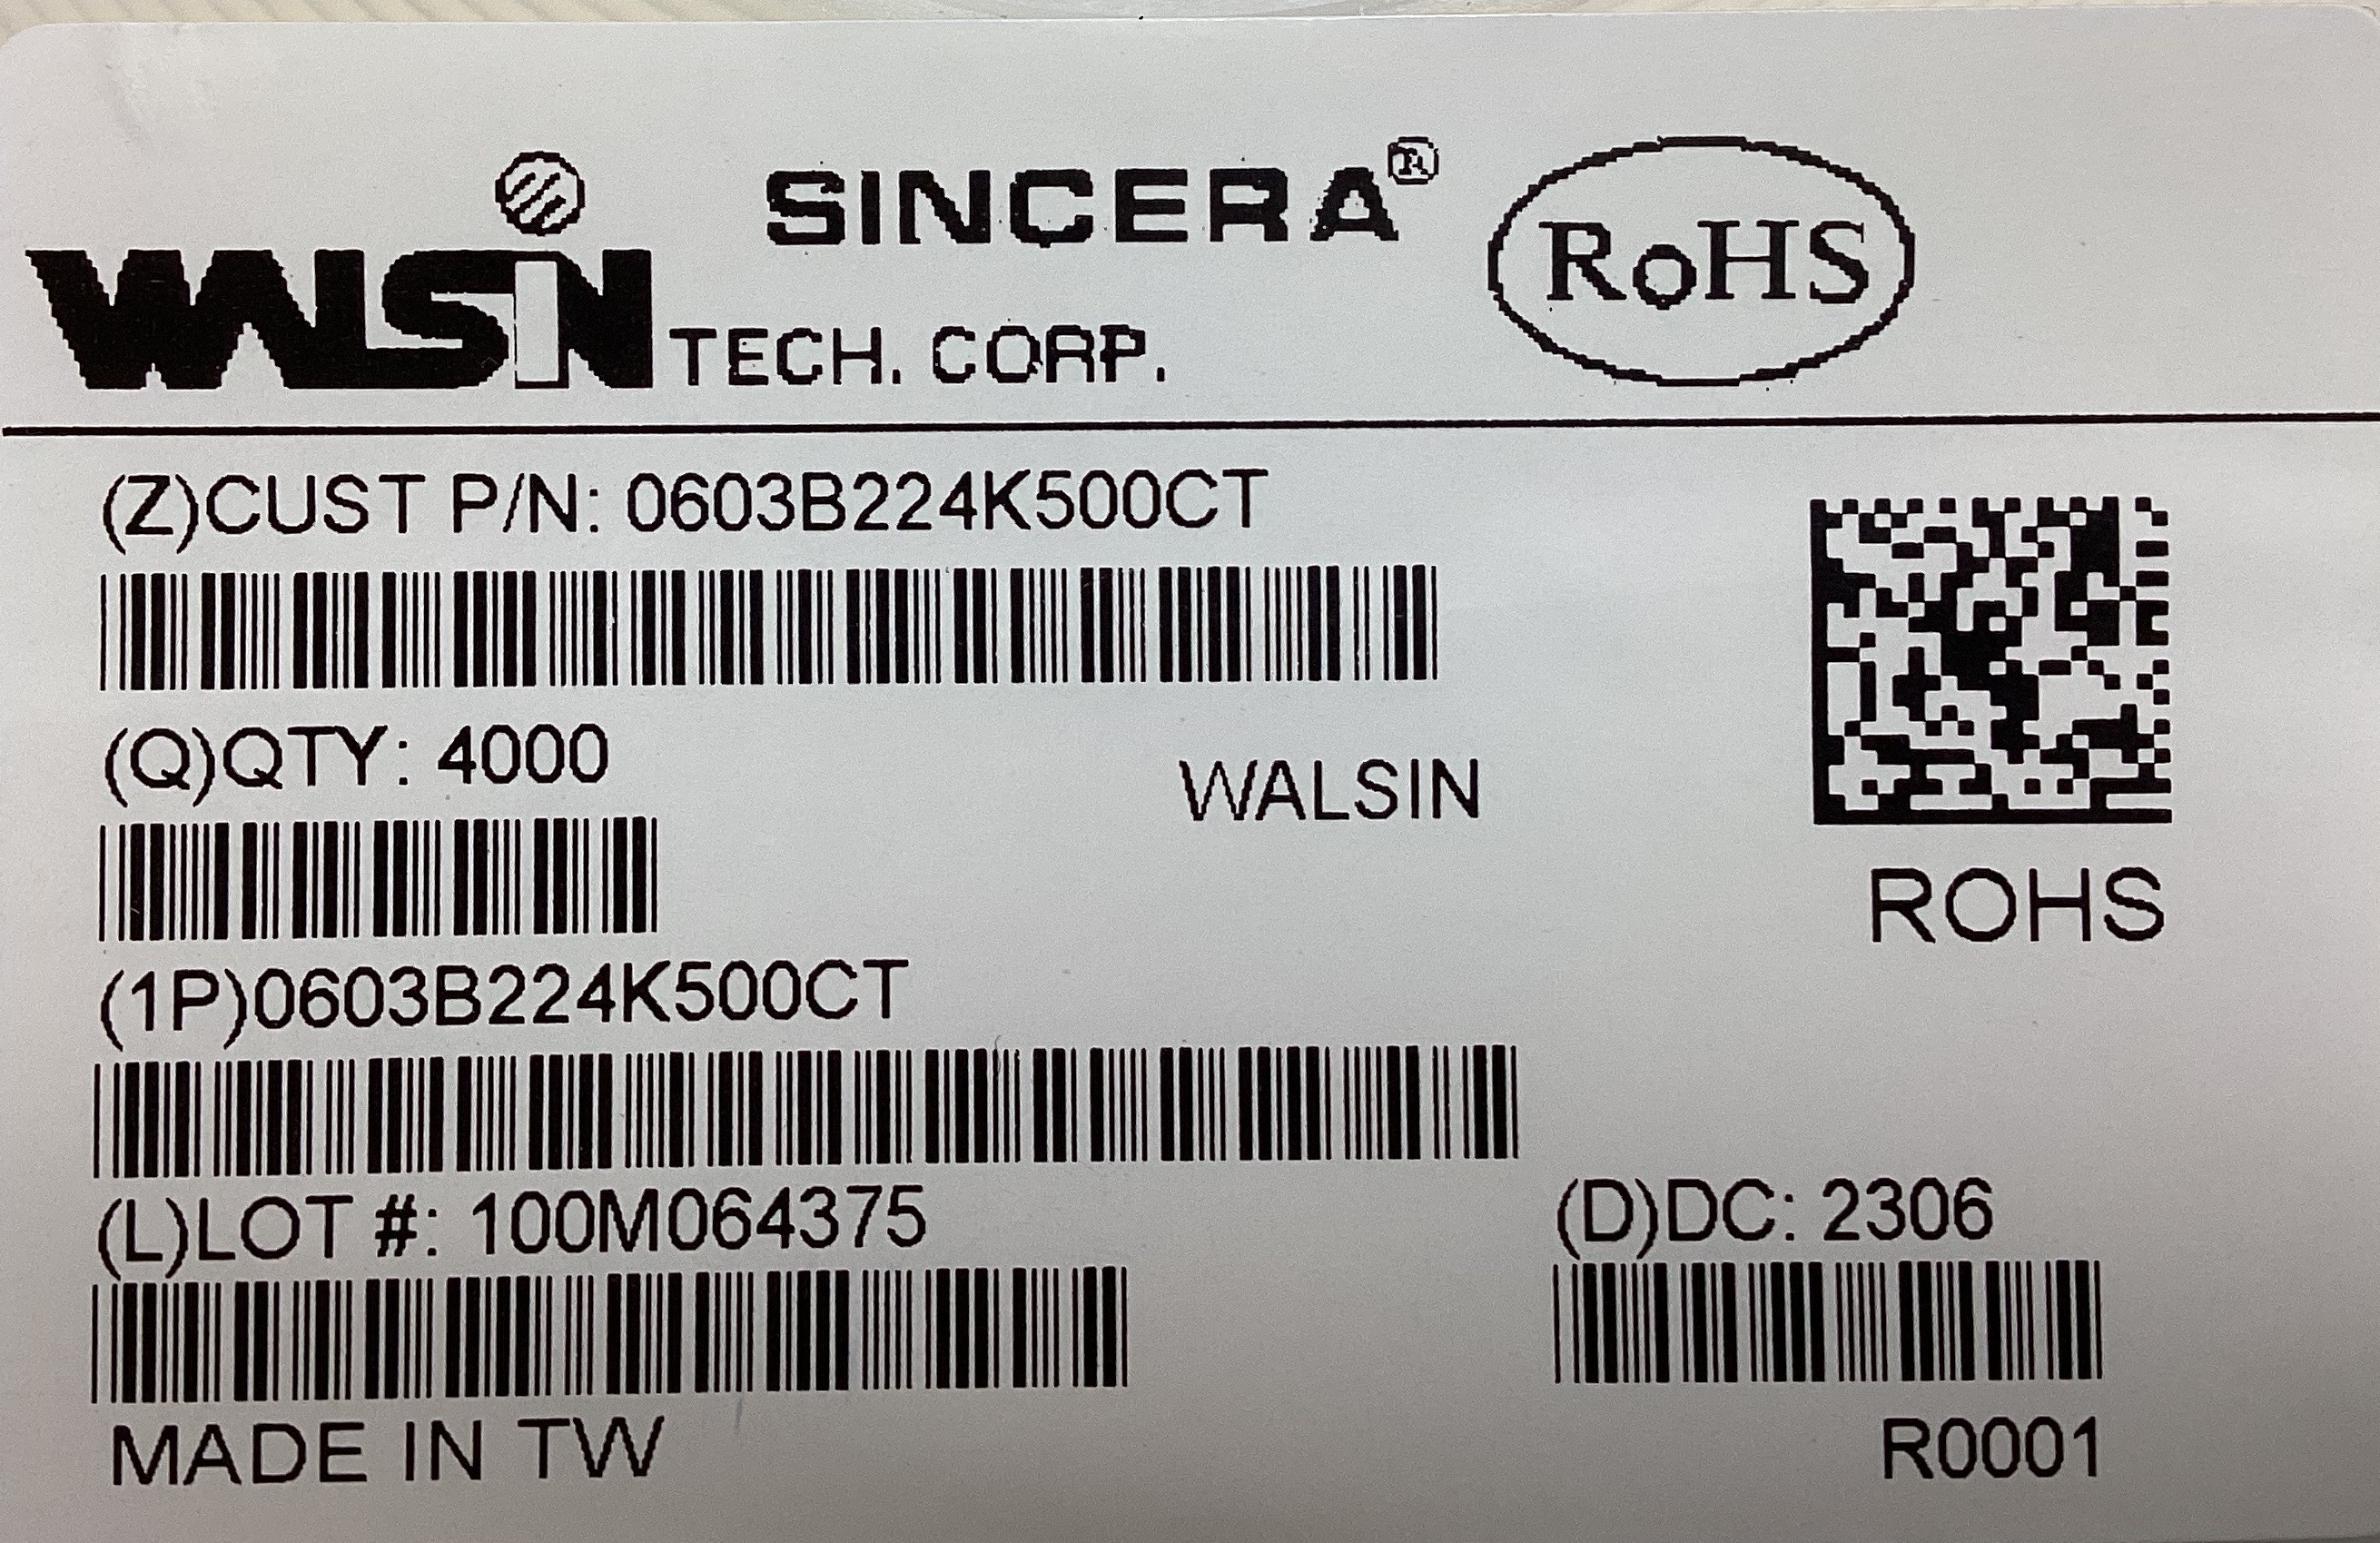 SINCERA®
WALSIN TECH. CORP.
RoHS
(Z)CUST P/N: 0603B224K500CT
(Q)QTY: 4000
WALSIN
ROHS
(1P)0603B224K500CT
(L)LOT #: 100M064375
(D)DC: 2306
MADE IN TW
R0001